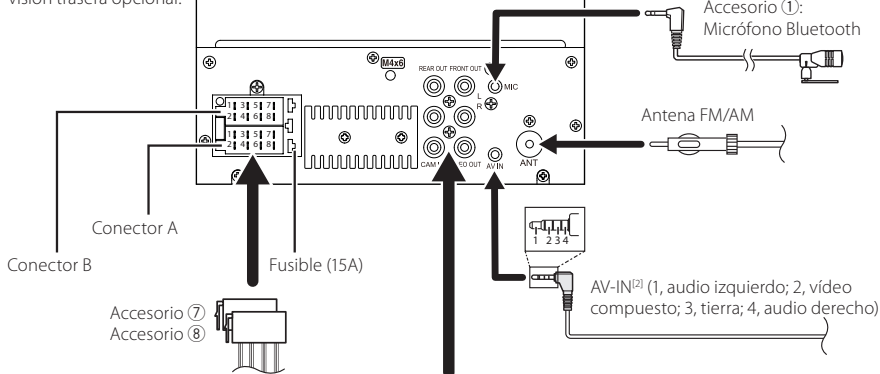 visión trasera opcional.
Accesorio ①:
Micrófono Bluetooth
M4x6
REAR OUT FRONT OUT
MIC
L
R
1 3 5 7
2 4 6 8
1 3 5 7
2 4 6 8
Antena FM/AM
ANT
CAM
EO OUT
AV IN
Conector A
Conector B
Fusible (15A)
1 2 3 4
AV-IN[2] (1, audio izquierdo; 2, vídeo
compuesto; 3, tierra; 4, audio derecho)
Accesorio ⑦
Accesorio ⑧